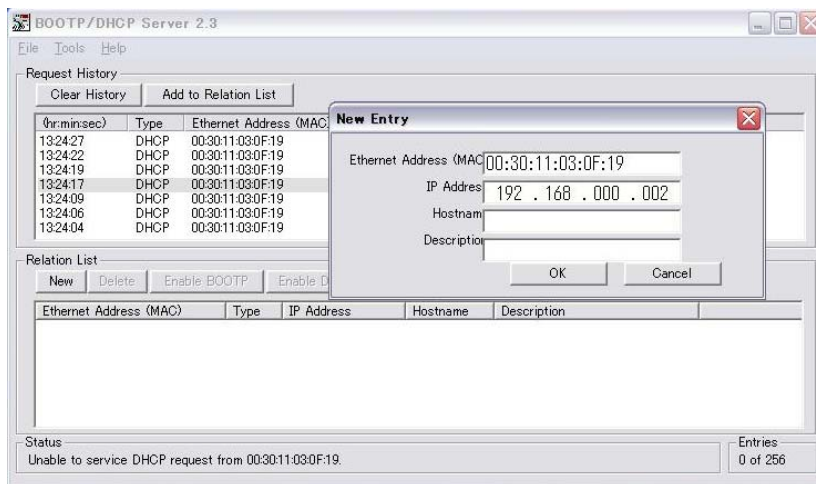 BOOTP/DHCP Server 2.3
File Tools Help
Request History
Clear History Add to Relation List
(hr:min:sec) Type Ethernet Address (MAC
13:24:27 DHCP 00:30:11:03:0F:19
13:24:22 DHCP 00:30:11:03:0F:19
13:24:19 DHCP 00:30:11:03:0F:19
13:24:17 DHCP 00:30:11:03:0F:19
13:24:09 DHCP 00:30:11:03:0F:19
13:24:06 DHCP 00:30:11:03:0F:19
13:24:04 DHCP 00:30:11:03:0F:19
New Entry
Ethernet Address (MAC 00:30:11:03:0F:19
IP Addres 192 . 168 . 000 . 002
Hostnam
Description
OK Cancel
Relation List
New Delete Enable BOOTP Enable D
Ethernet Address (MAC) Type IP Address Hostname Description
Status
Unable to service DHCP request from 00:30:11:03:0F:19.
Entries
0 of 256